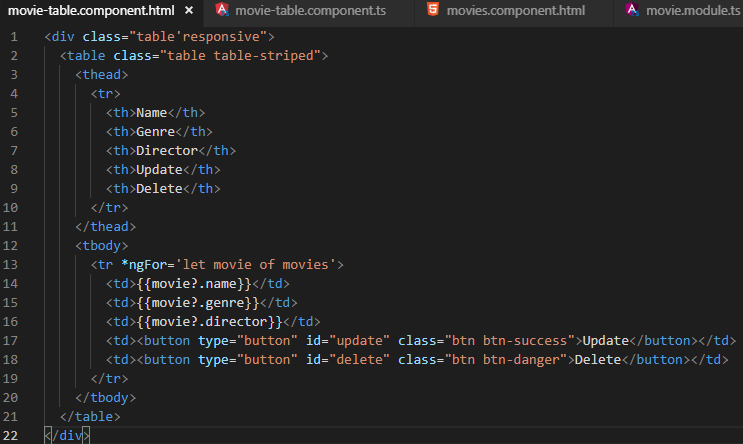 movie-table.component.html × movie-table.component.ts movies.component.html movie.module.ts
1 <div class="table'responsive">
2 <table class="table table-striped">
3 <thead>
4 <tr>
5 <th>Name</th>
6 <th>Genre</th>
7 <th>Director</th>
8 <th>Update</th>
9 <th>Delete</th>
10 </tr>
11 </thead>
12 <tbody>
13 <tr *ngFor='let movie of movies'>
14 <td>{{movie?.name}}</td>
15 <td>{{movie?.genre}}</td>
16 <td>{{movie?.director}}</td>
17 <td><button type="button" id="update" class="btn btn-success">Update</button></td>
18 <td><button type="button" id="delete" class="btn btn-danger">Delete</button></td>
19 </tr>
20 </tbody>
21 </table>
22 </div>